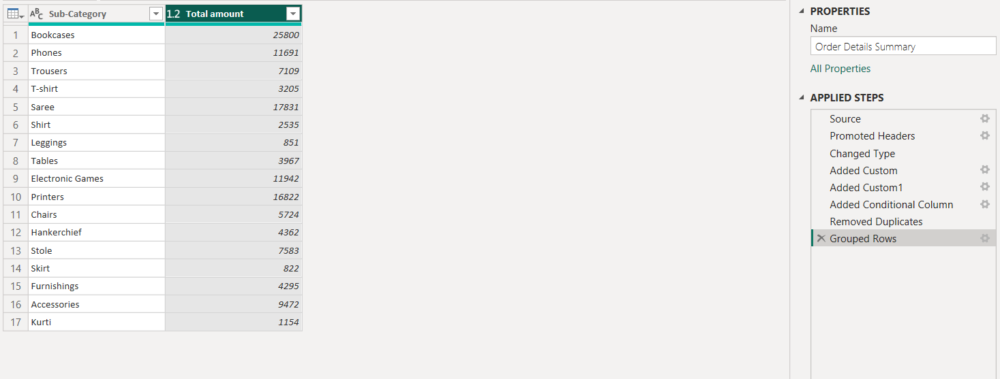 ABC Sub-Category 1.2 Total amount
1 Bookcases 25800
2 Phones 11691
3 Trousers 7109
4 T-shirt 3205
5 Saree 17831
6 Shirt 2535
7 Leggings 851
8 Tables 3967
9 Electronic Games 11942
10 Printers 16822
11 Chairs 5724
12 Hankerchief 4362
13 Stole 7583
14 Skirt 822
15 Furnishings 4295
16 Accessories 9472
17 Kurti 1154
PROPERTIES
Name
Order Details Summary
All Properties
APPLIED STEPS
Source
Promoted Headers
Changed Type
Added Custom
Added Custom1
Added Conditional Column
Removed Duplicates
Grouped Rows